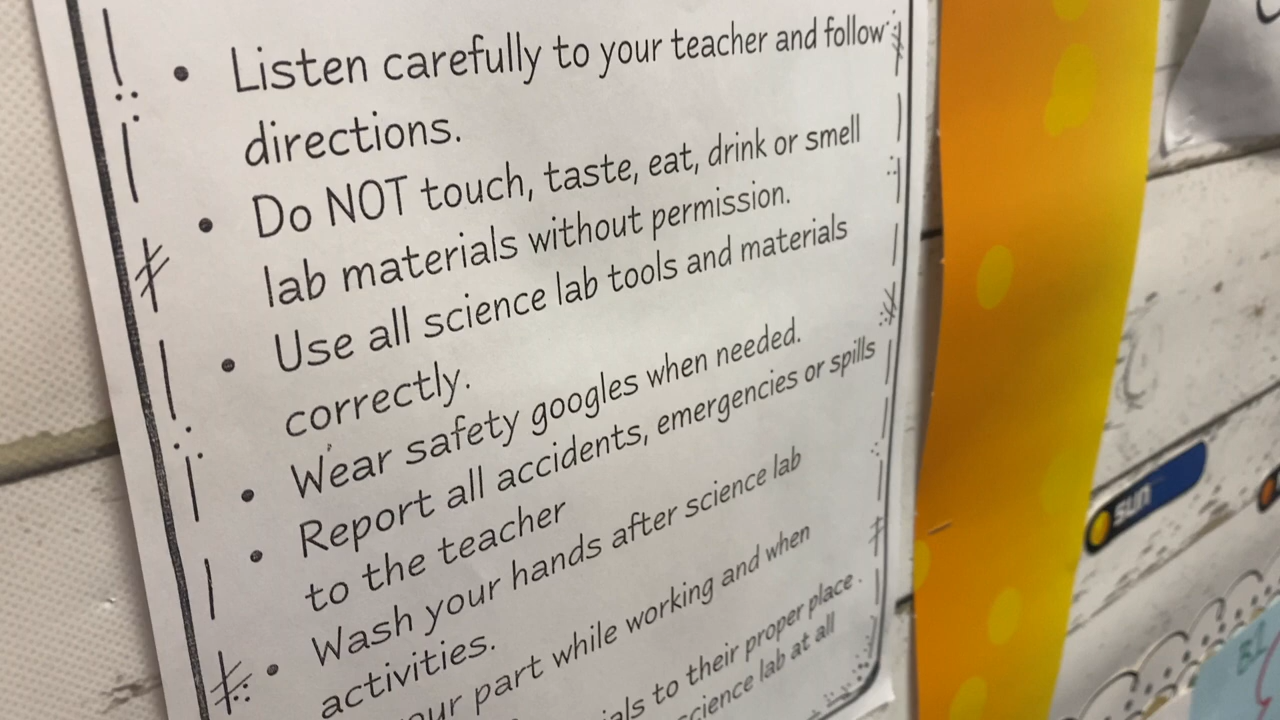 • Listen carefully to your teacher and follow
directions.
• Do NOT touch, taste, eat, drink or smell
lab materials without permission.
• Use all science lab tools and materials
correctly.
• Wear safety googles when needed.
• Report all accidents, emergencies or spills
to the teacher
• Wash your hands after science lab
activities.
part while working and when
to their proper place.
lab at all
sun